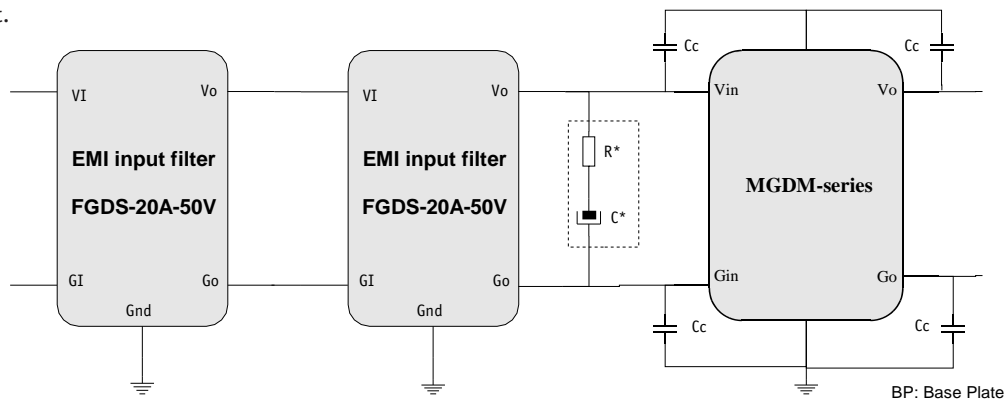 Cc
Cc
VI
Vo
VI
Vo
Vin
Vo
EMI input filter
FGDS-20A-50V
EMI input filter
FGDS-20A-50V
R*
C*
MGDM-series
GI
Go
Gnd
GI
Go
Gnd
Gin
Go
Cc
Cc
BP: Base Plate